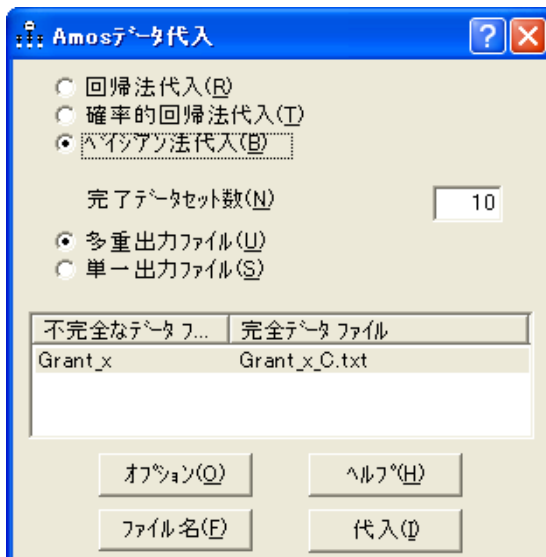 Amosデータ代入
回帰法代入(R)
確率的回帰法代入(T)
ベイジアン法代入(B)
完了データセット数(N) 10
多重出力ファイル(U)
単一出力ファイル(S)
不完全なデータ フ... 完全データ ファイル
Grant_x Grant_x_C.txt
オプション(O) ヘルプ(H)
ファイル名(F) 代入(I)